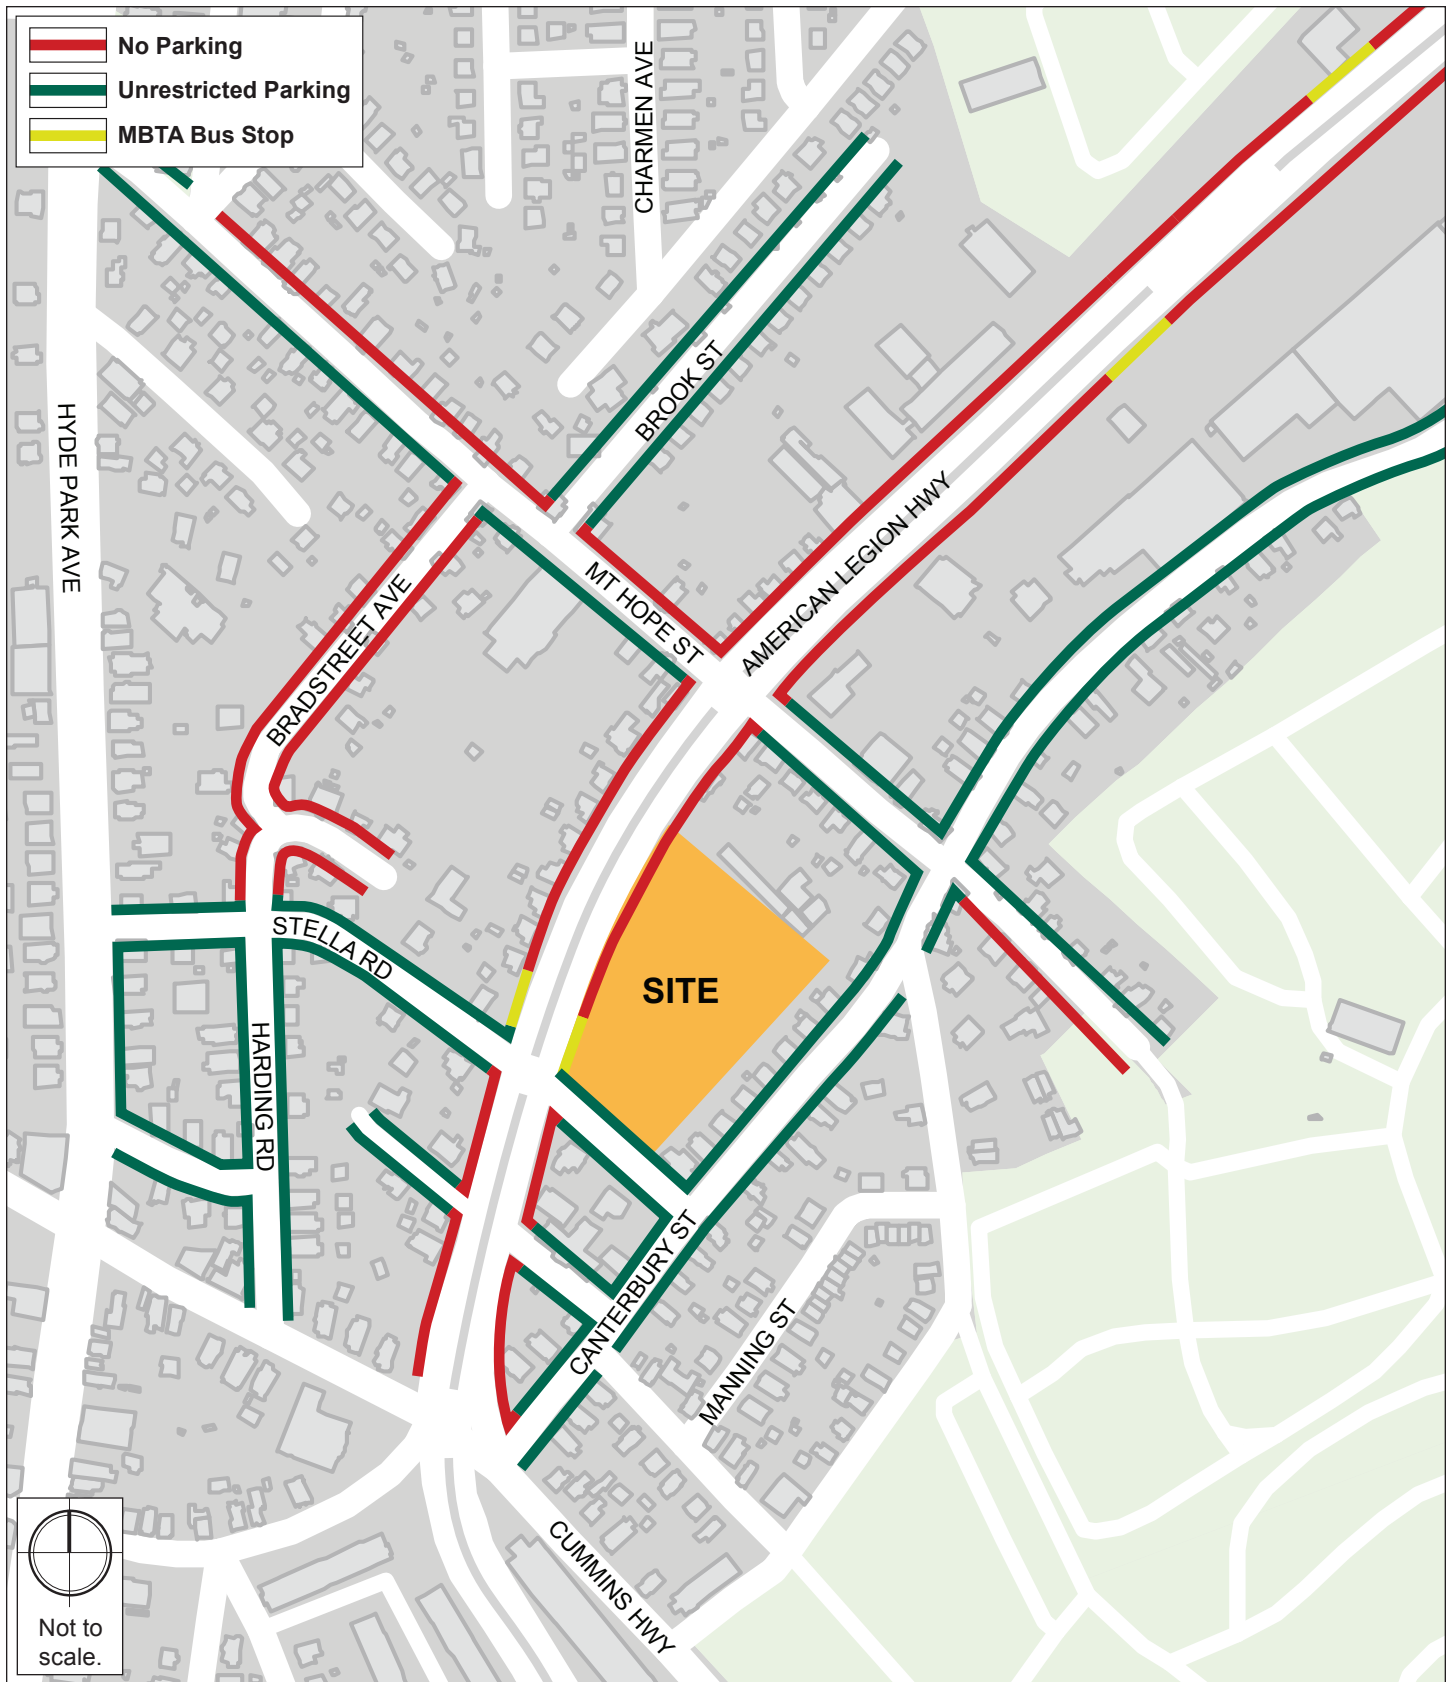 No Parking
Unrestricted Parking
MBTA Bus Stop
CHARMEN AVE
BROOK ST
HYDE PARK AVE
AMERICAN LEGION HWY
MT HOPE ST
BRADSTREET AVE
STELLA RD
SITE
HARDING RD
CANTERBURY ST
MANNING ST
CUMMINS HWY
Not to
scale.